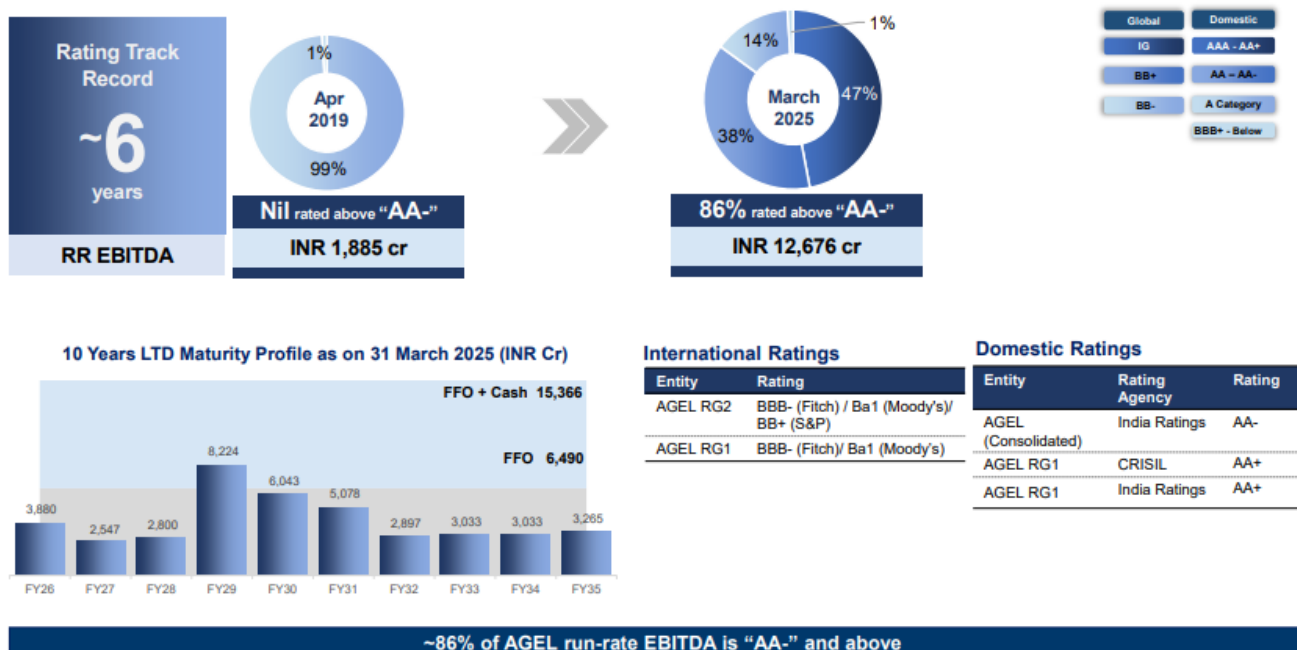 Rating Track
Record
~6
years
RR EBITDA
1%
Apr
2019
99%
Nil rated above “AA-”
INR 1,885 cr
1%
14%
March
2025
47%
38%
86% rated above “AA-”
INR 12,676 cr
Global Domestic
IG AAA - AA+
BB+ AA – AA-
BB- A Category
BBB+ - Below
10 Years LTD Maturity Profile as on 31 March 2025 (INR Cr)
FFO + Cash 15,366
FFO 6,490
3,880
2,547
2,800
8,224
6,043
5,078
2,897
3,033
3,033
3,265
FY26 FY27 FY28 FY29 FY30 FY31 FY32 FY33 FY34 FY35
International Ratings
Entity Rating
AGEL RG2 BBB- (Fitch) / Ba1 (Moody's)/
BB+ (S&P)
AGEL RG1 BBB- (Fitch)/ Ba1 (Moody’s)
Domestic Ratings
Entity Rating Rating
Agency
AGEL India Ratings AA-
(Consolidated)
AGEL RG1 CRISIL AA+
AGEL RG1 India Ratings AA+
~86% of AGEL run-rate EBITDA is “AA-” and above